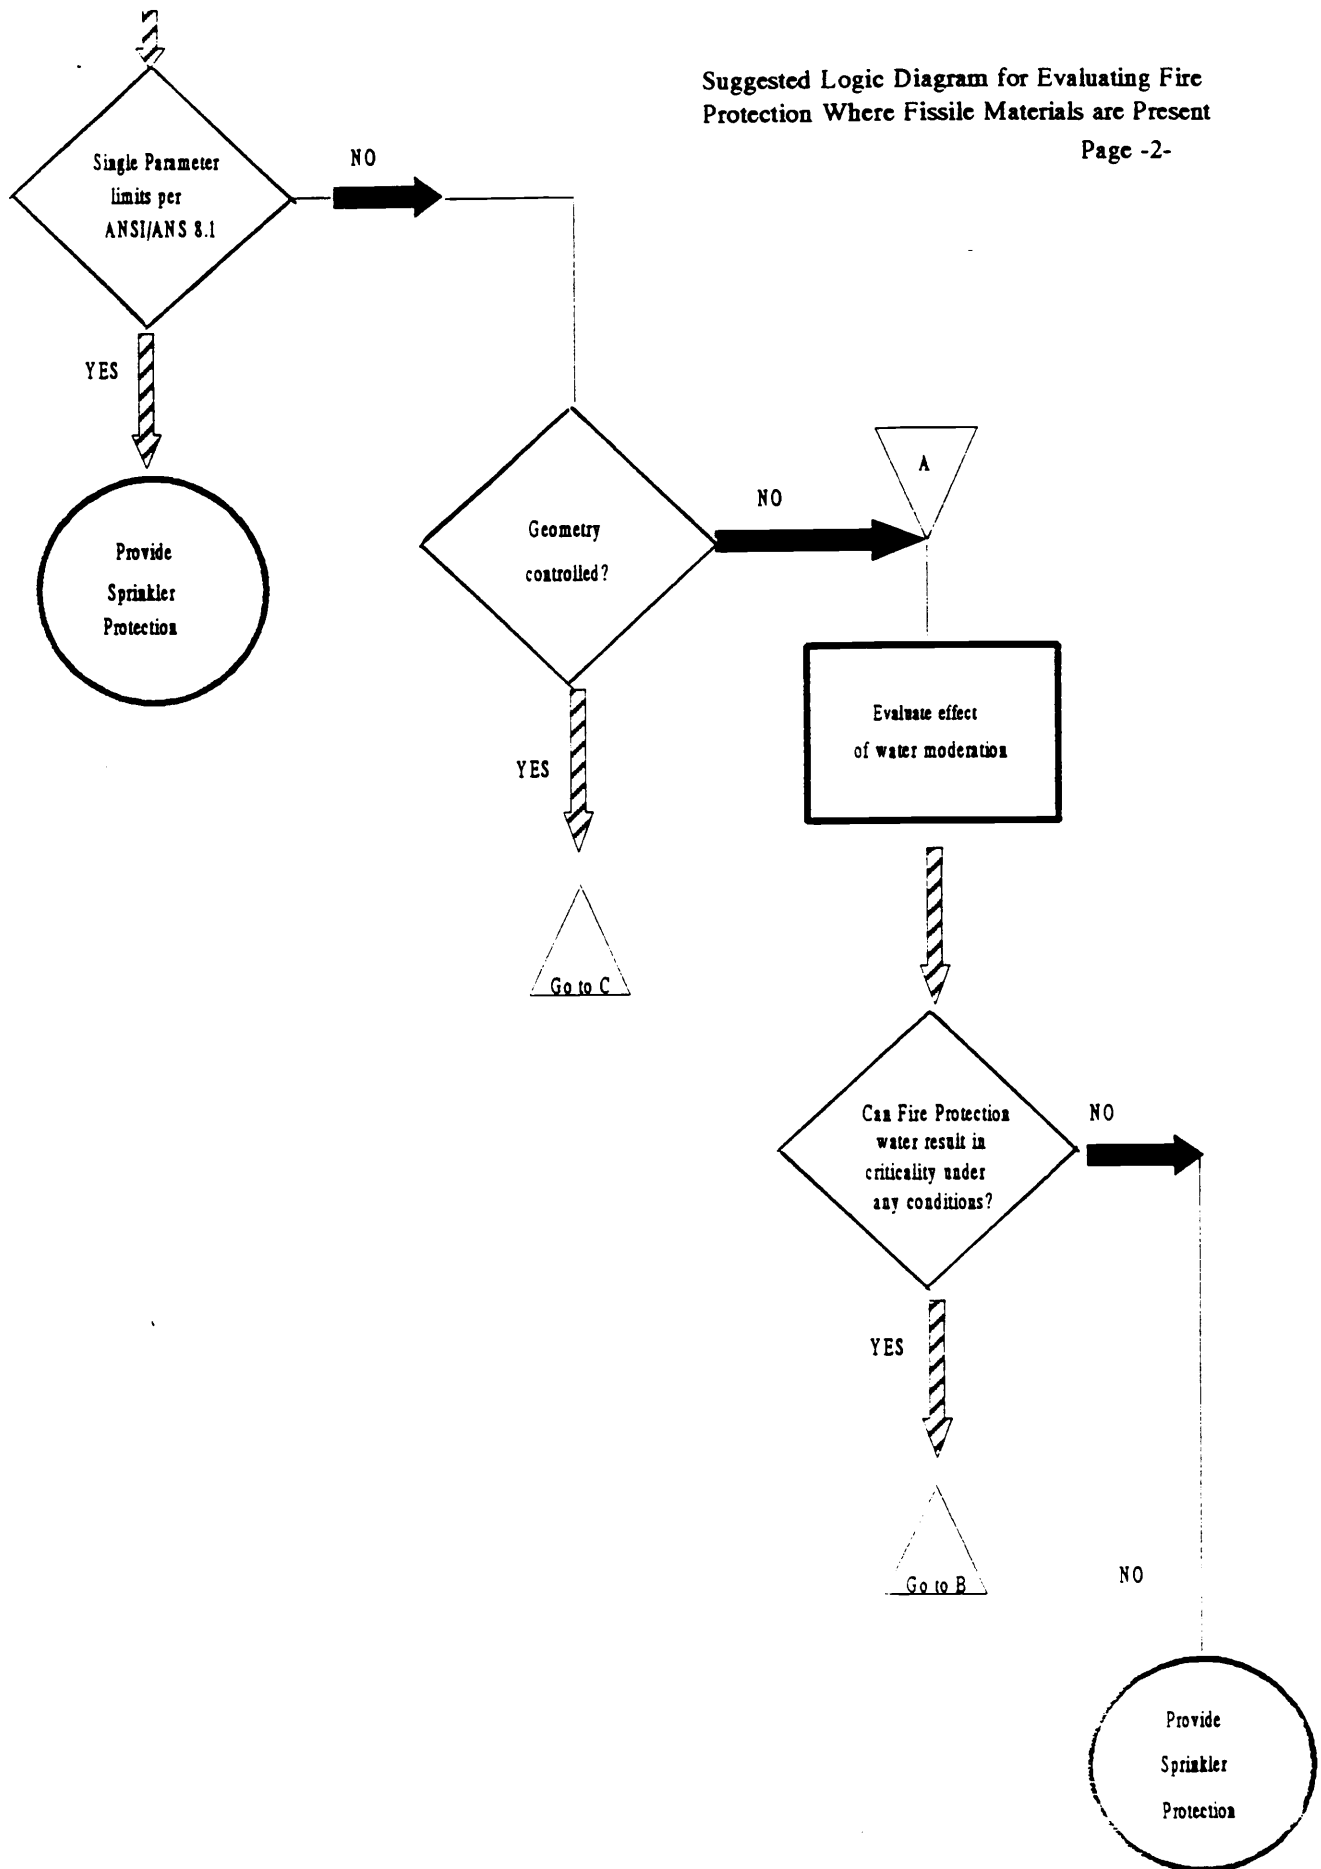 Suggested Logic Diagram for Evaluating Fire
Protection Where Fissile Materials are Present
Page -2-
Single Parameter
limits per
ANSI/ANS 8.1
NO
YES
Provide
Sprinkler
Protection
Geometry
controlled?
NO
A
YES
Go to C
Evaluate effect
of water moderation
Can Fire Protection
water result in
criticality under
any conditions?
NO
YES
Go to B
NO
Provide
Sprinkler
Protection